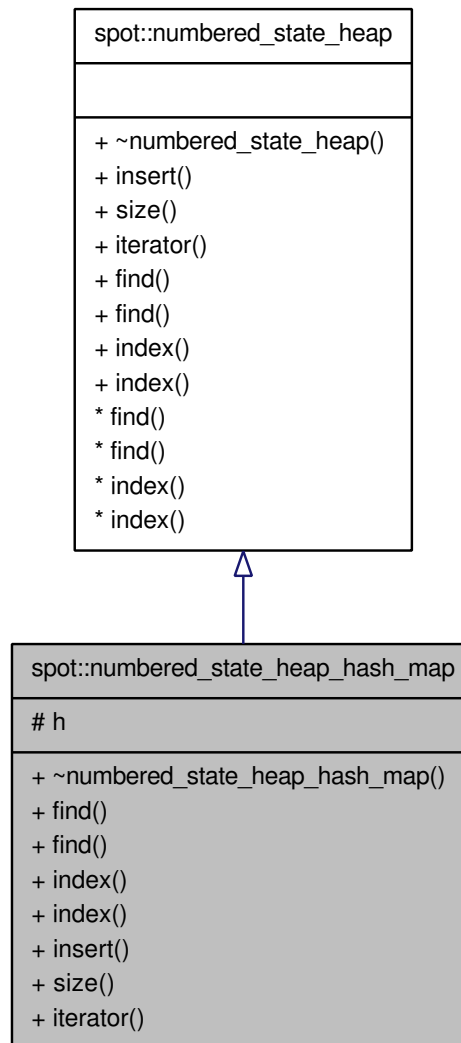 spot::numbered_state_heap
+ ~numbered_state_heap()
+ insert()
+ size()
+ iterator()
+ find()
+ find()
+ index()
+ index()
* find()
* find()
* index()
* index()
spot::numbered_state_heap_hash_map
# h
+ ~numbered_state_heap_hash_map()
+ find()
+ find()
+ index()
+ index()
+ insert()
+ size()
+ iterator()